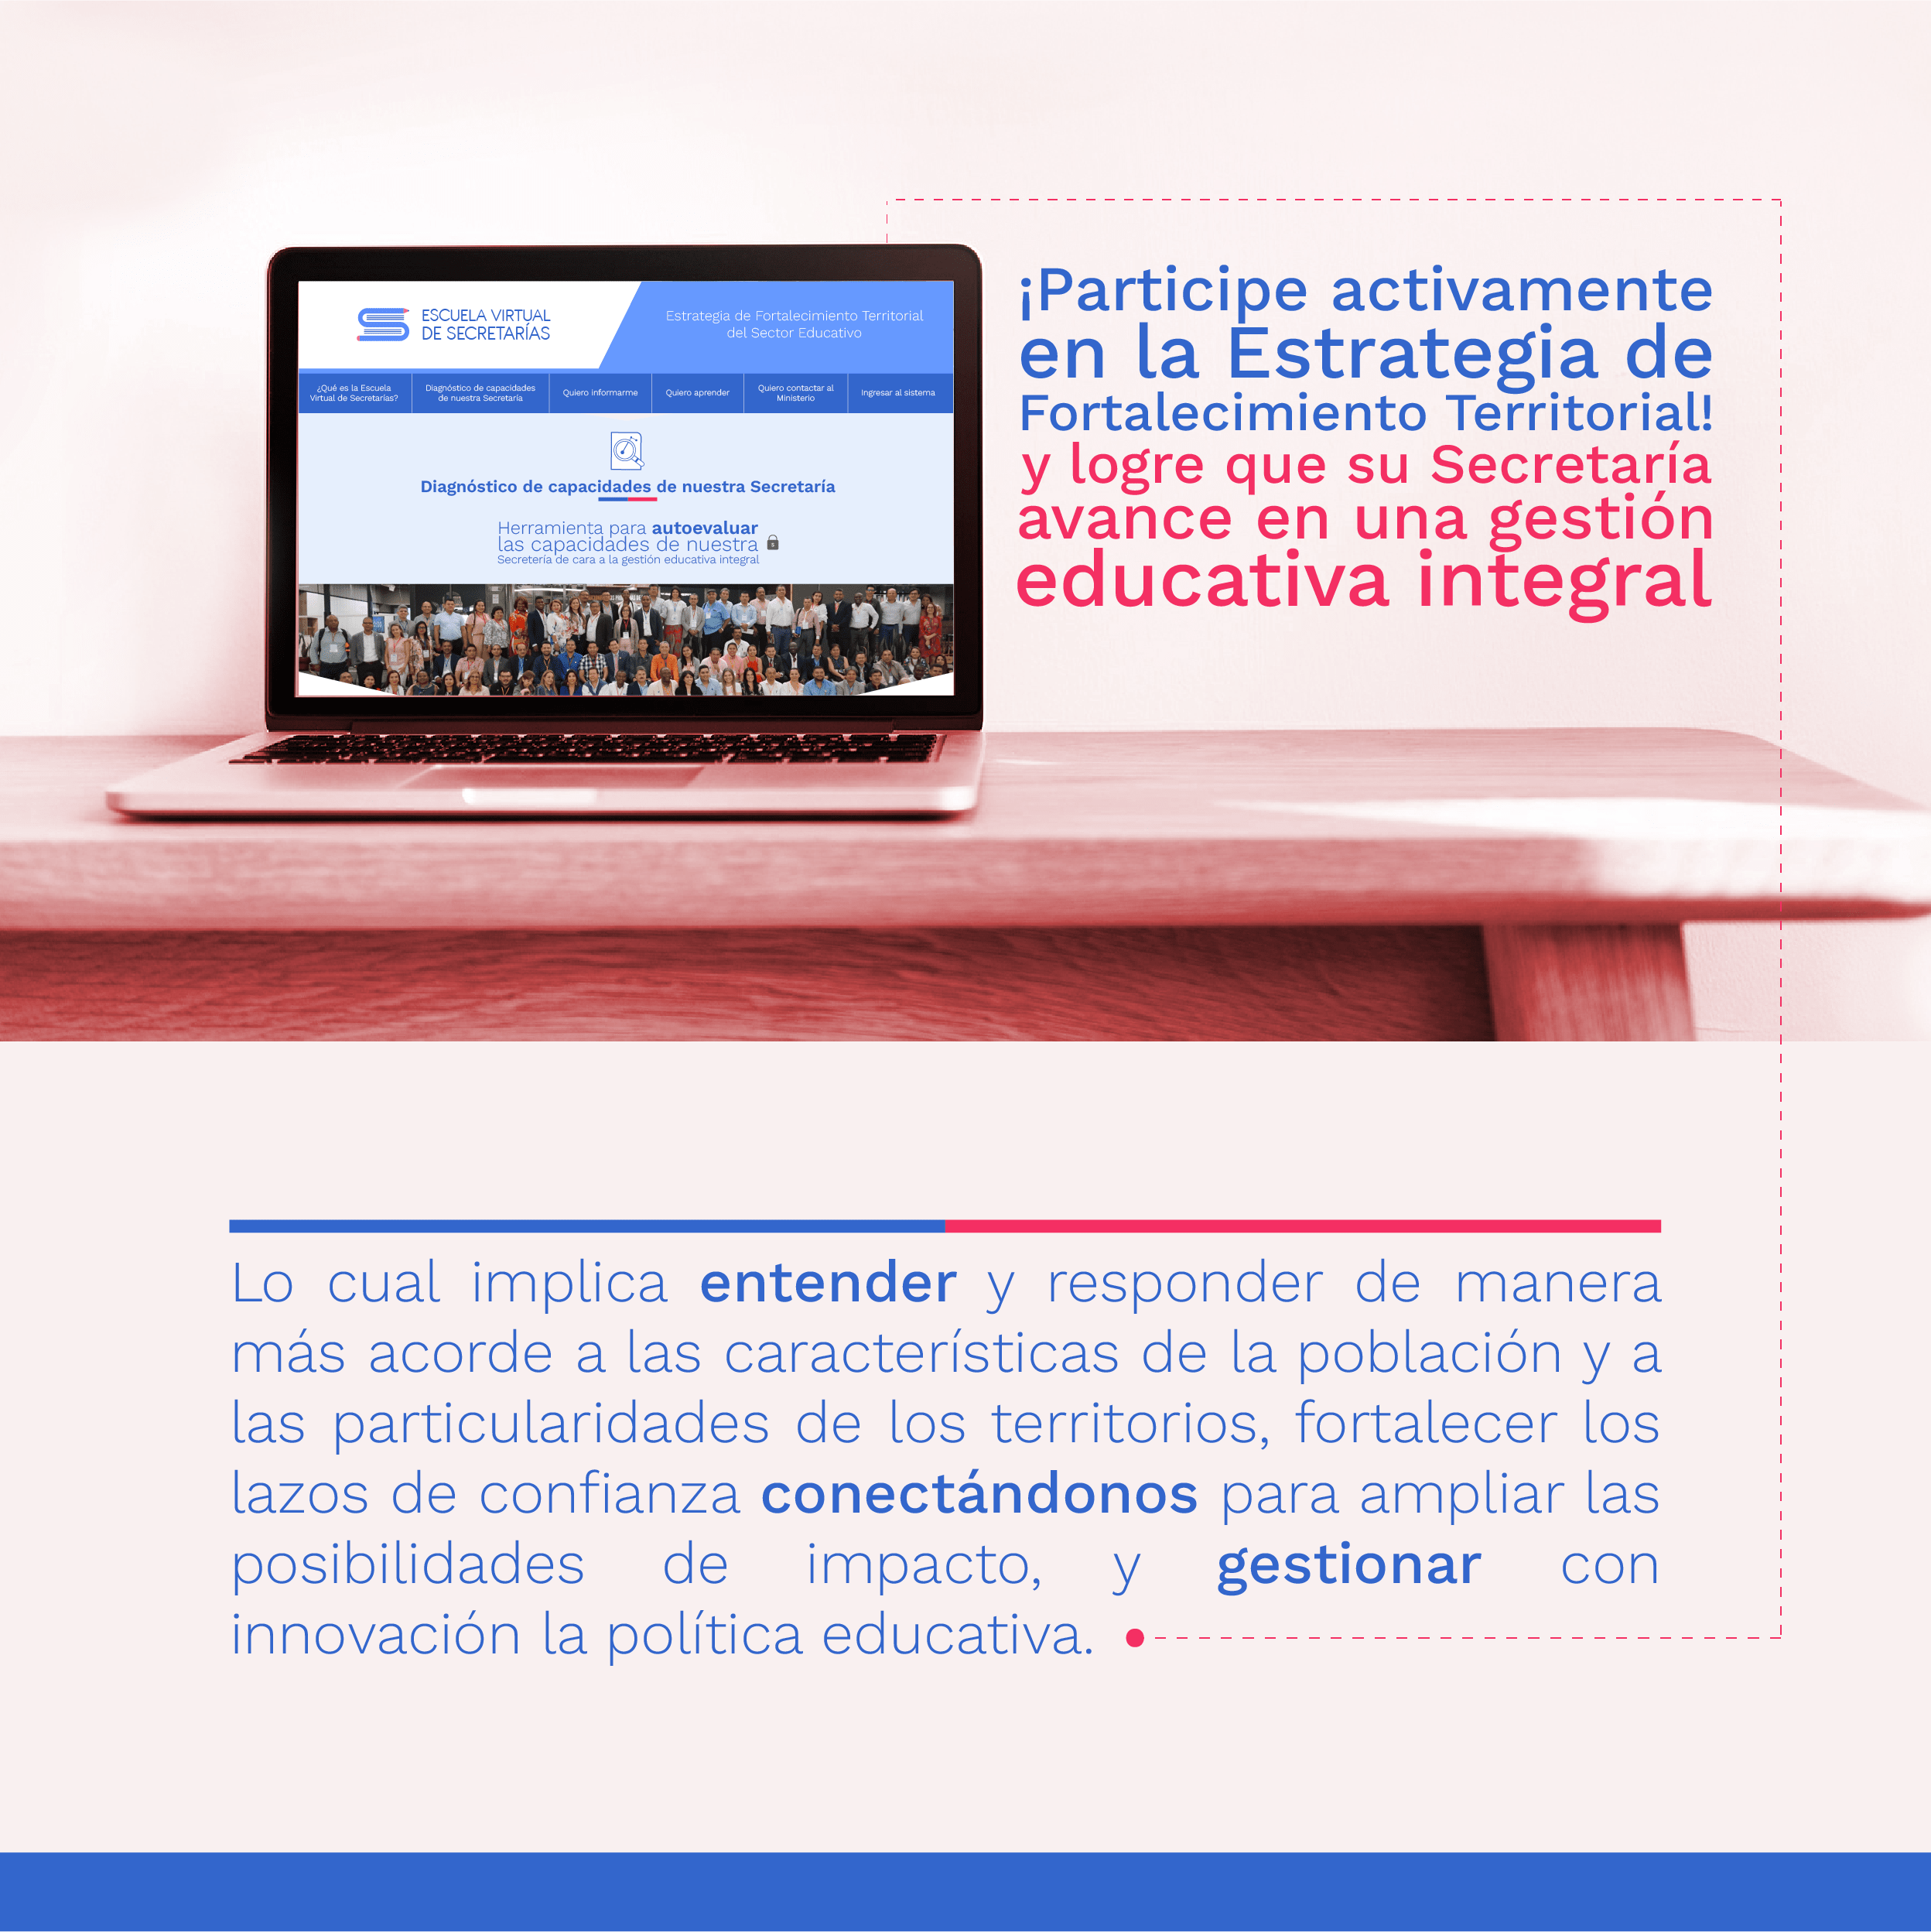 ESCUELA VIRTUAL
DE SECRETARÍAS
Estrategia de Fortalecimiento Territorial
del Sector Educativo
¿Qué es la Escuela
Virtual de Secretarías?
Diagnóstico de capacidades
de nuestra Secretaría
Quiero informarme
Quiero aprender
Quiero contactar al
Ministerio
Ingresar al sistema
Diagnóstico de capacidades de nuestra Secretaría
Herramienta para autoevaluar
las capacidades de nuestra
Secretería de cara a la gestión educativa integral
¡Participe activamente
en la Estrategia de
Fortalecimiento Territorial!
y logre que su Secretaría
avance en una gestión
educativa integral
Lo cual implica entender y responder de manera
más acorde a las características de la población y a
las particularidades de los territorios, fortalecer los
lazos de confianza conectándonos para ampliar las
posibilidades de impacto, y gestionar con
innovación la política educativa.